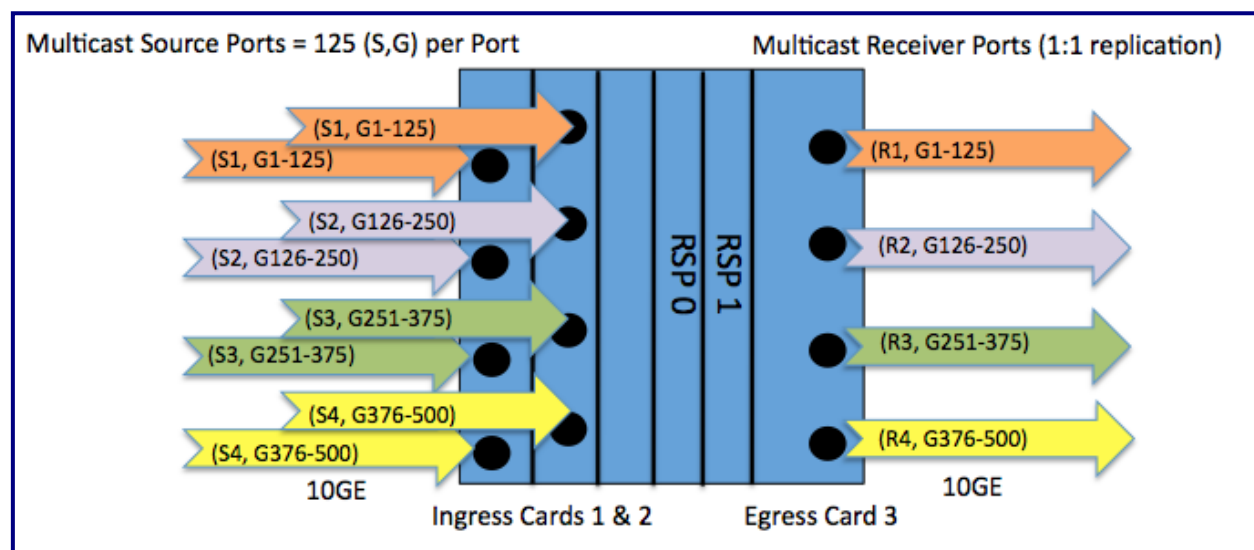 Multicast Source Ports = 125 (S,G) per Port
Multicast Receiver Ports (1:1 replication)
(S1, G1-125)
(S1, G1-125)
(S2, G126-250)
(S2, G126-250)
(S3, G251-375)
(S3, G251-375)
(S4, G376-500)
(S4, G376-500)
10GE
RSP 0
RSP 1
(R1, G1-125)
(R2, G126-250)
(R3, G251-375)
(R4, G376-500)
10GE
Ingress Cards 1 & 2
Egress Card 3